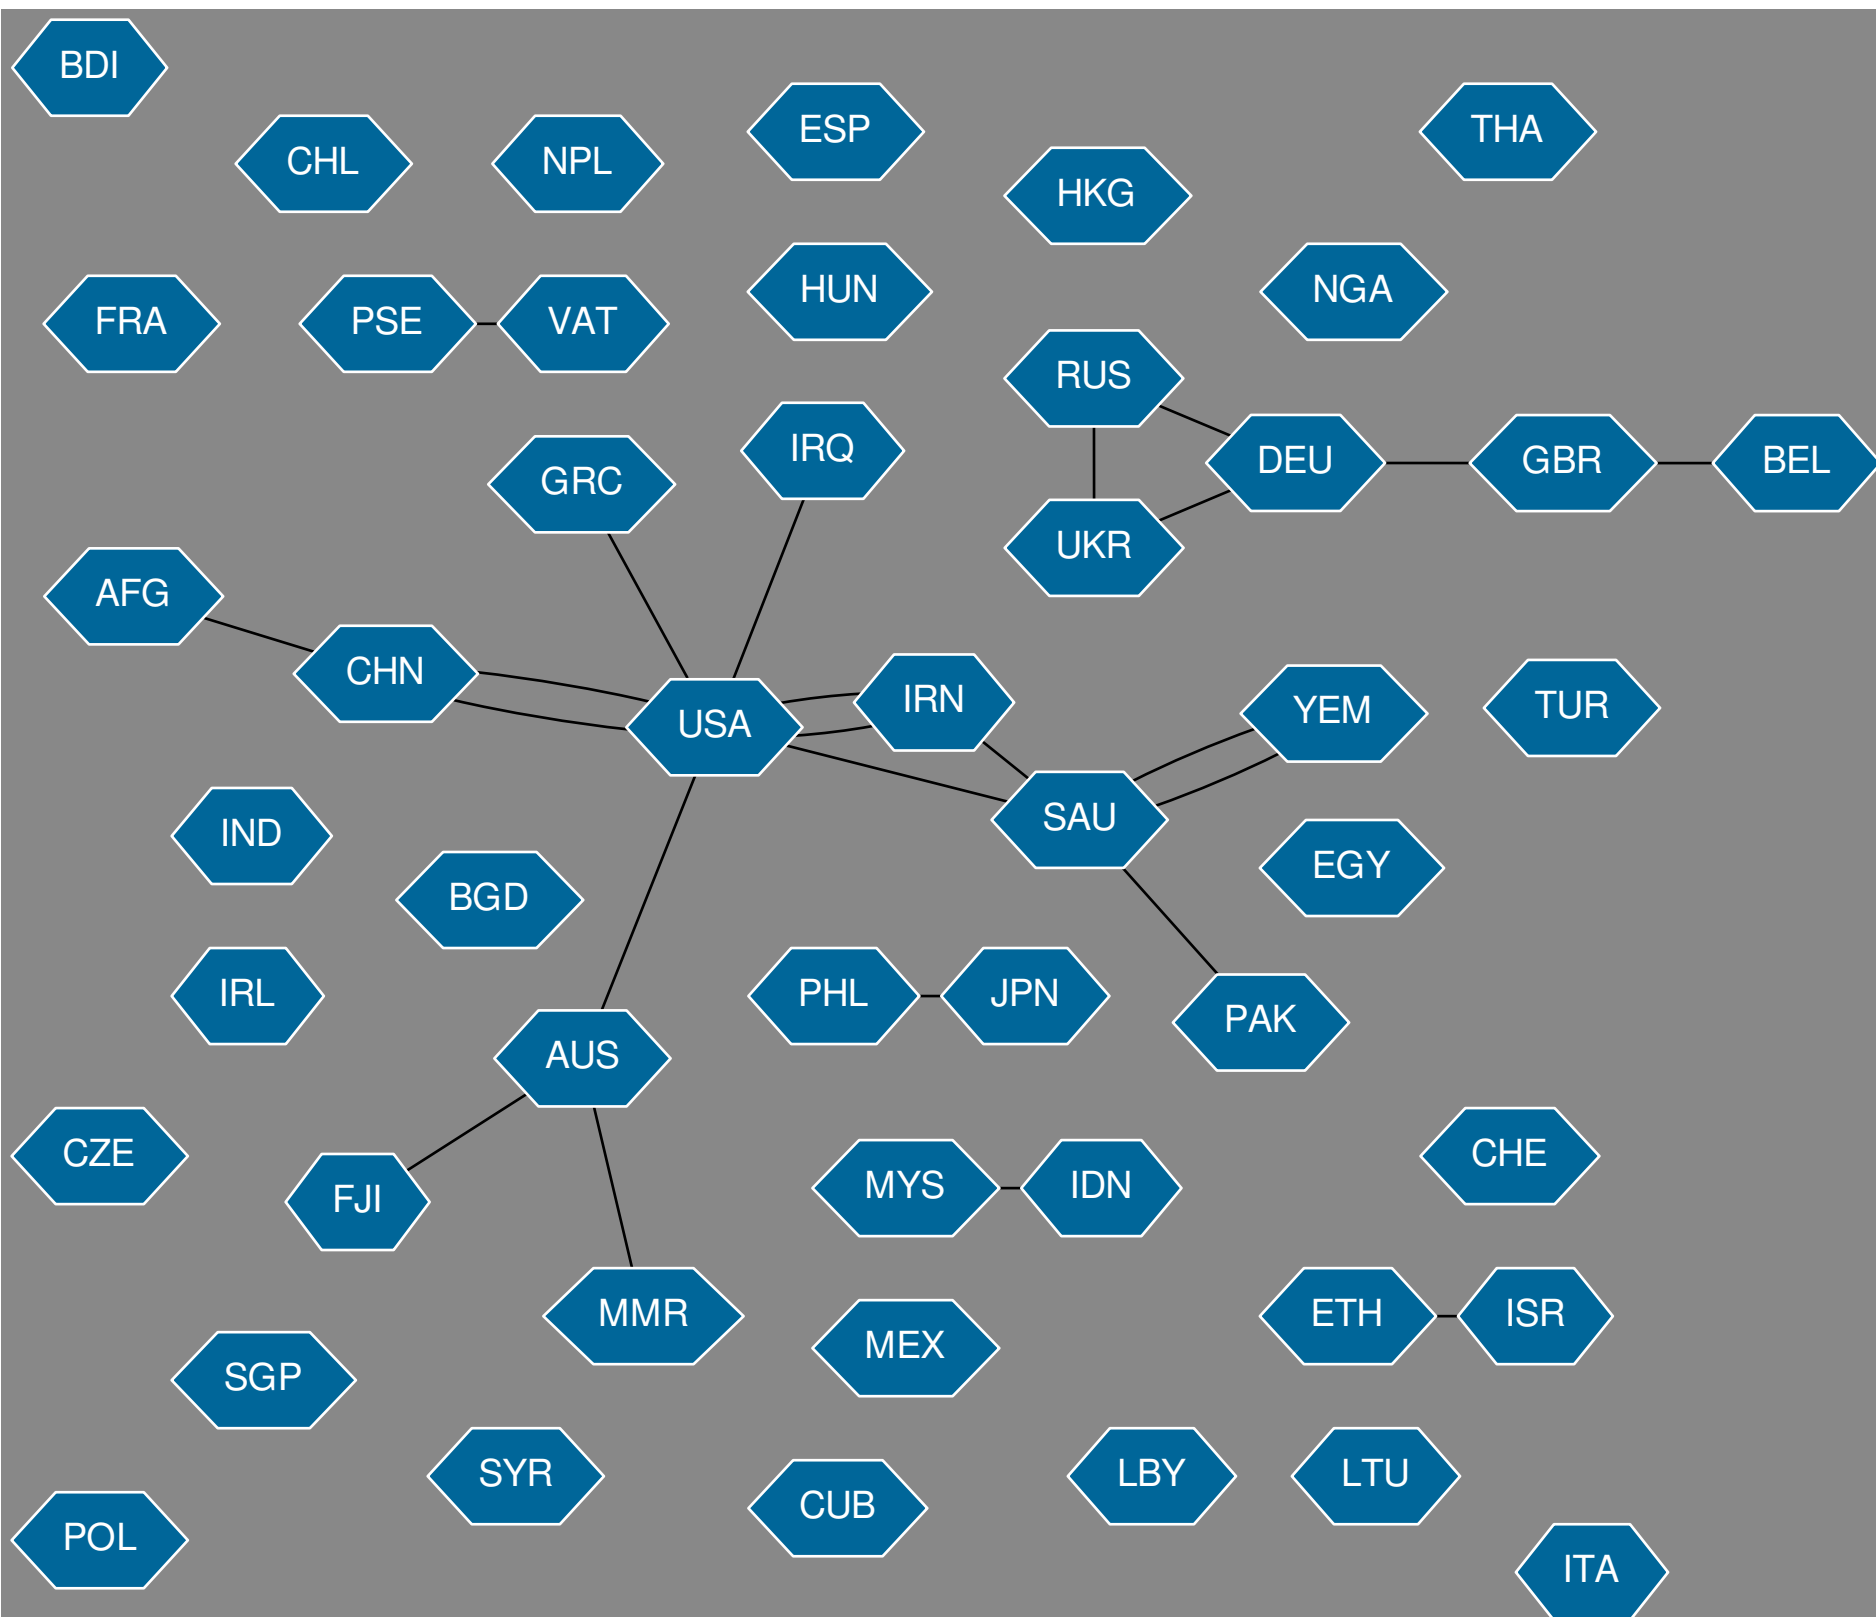 BDI
ESP
THA
CHL
NPL
HKG
HUN
NGA
FRA
PSE
VAT
RUS
IRQ
GRC
DEU
GBR
BEL
UKR
AFG
CHN
IRN
YEM
TUR
USA
SAU
IND
EGY
BGD
IRL
PHL
JPN
PAK
AUS
CZE
CHE
MYS
IDN
FJI
MMR
ETH
ISR
MEX
SGP
SYR
LBY
LTU
CUB
POL
ITA